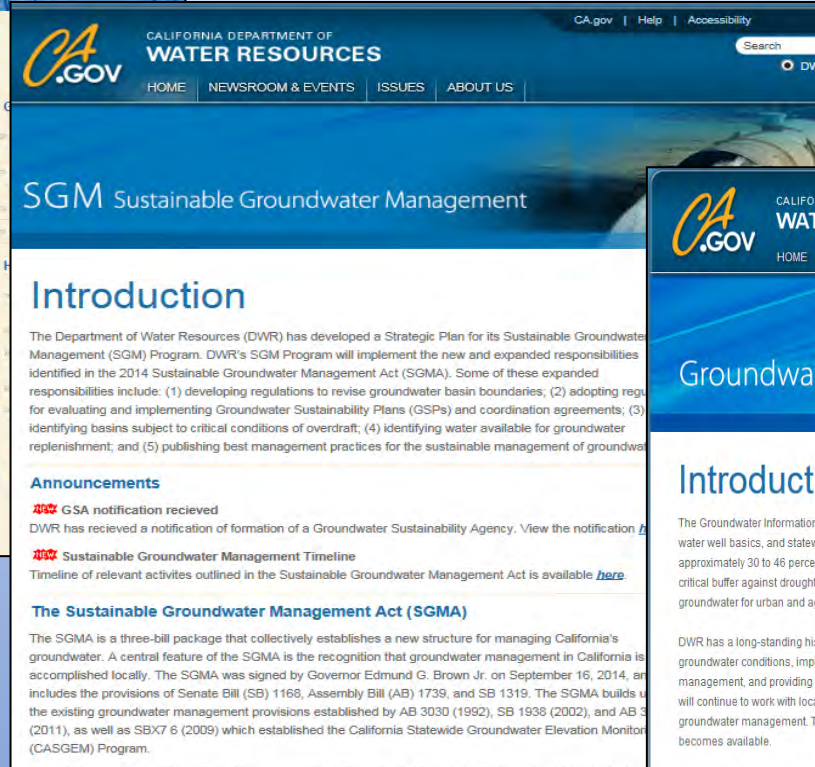 CA.gov | Help | Accessibility
CA
.GOV
CALIFORNIA DEPARTMENT OF
WATER RESOURCES
Search
HOME NEWSROOM & EVENTS ISSUES ABOUT US
SGM Sustainable Groundwater Management
Introduction
The Department of Water Resources (DWR) has developed a Strategic Plan for its Sustainable Groundwater
Management (SGM) Program. DWR's SGM Program will implement the new and expanded responsibilities
identified in the 2014 Sustainable Groundwater Management Act (SGMA). Some of these expanded
responsibilities include: (1) developing regulations to revise groundwater basin boundaries; (2) adopting regu
for evaluating and implementing Groundwater Sustainability Plans (GSPs) and coordination agreements; (3)
identifying basins subject to critical conditions of overdraft; (4) identifying water available for groundwater
replenishment; and (5) publishing best management practices for the sustainable management of groundwat
Announcements
NEW GSA notification recieved
DWR has recieved a notification of formation of a Groundwater Sustainability Agency. View the notification h
NEW Sustainable Groundwater Management Timeline
Timeline of relevant activites outlined in the Sustainable Groundwater Management Act is available here.
The Sustainable Groundwater Management Act (SGMA)
The SGMA is a three-bill package that collectively establishes a new structure for managing California's
groundwater. A central feature of the SGMA is the recognition that groundwater management in California is
accomplished locally. The SGMA was signed by Governor Edmund G. Brown Jr. on September 16, 2014, an
includes the provisions of Senate Bill (SB) 1168, Assembly Bill (AB) 1739, and SB 1319. The SGMA builds u
the existing groundwater management provisions established by AB 3030 (1992), SB 1938 (2002), and AB 3
(2011), as well as SBX7 6 (2009) which established the California Statewide Groundwater Elevation Monitor
(CASGEM) Program.
CA
.GOV
CALIFO
WAT
HOME
Groundwa
Introduct
The Groundwater Information
water well basics, and statew
approximately 30 to 46 perce
critical buffer against drought
groundwater for urban and a
DWR has a long-standing his
groundwater conditions, imp
management, and providing
will continue to work with loca
groundwater management. T
becomes available.